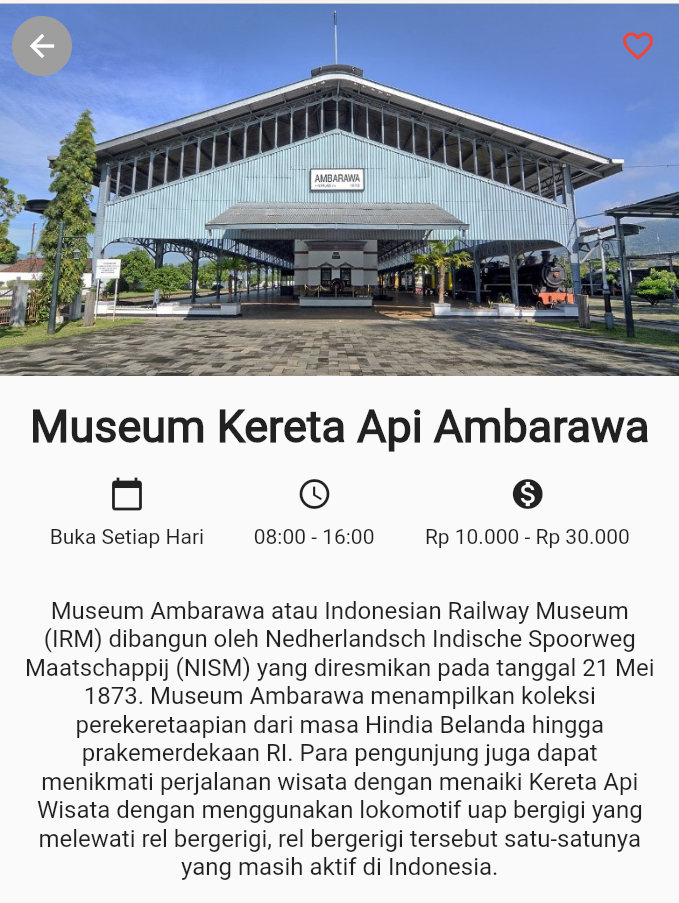 AMBARAWA
Museum Kereta Api Ambarawa
Buka Setiap Hari
08:00 - 16:00
Rp 10.000 - Rp 30.000
Museum Ambarawa atau Indonesian Railway Museum
(IRM) dibangun oleh Nedherlandsch Indische Spoorweg
Maatschappij (NISM) yang diresmikan pada tanggal 21 Mei
1873. Museum Ambarawa menampilkan koleksi
perekeretaapian dari masa Hindia Belanda hingga
prakemerdekaan RI. Para pengunjung juga dapat
menikmati perjalanan wisata dengan menaiki Kereta Api
Wisata dengan menggunakan lokomotif uap bergigi yang
melewati rel bergerigi, rel bergerigi tersebut satu-satunya
yang masih aktif di Indonesia.